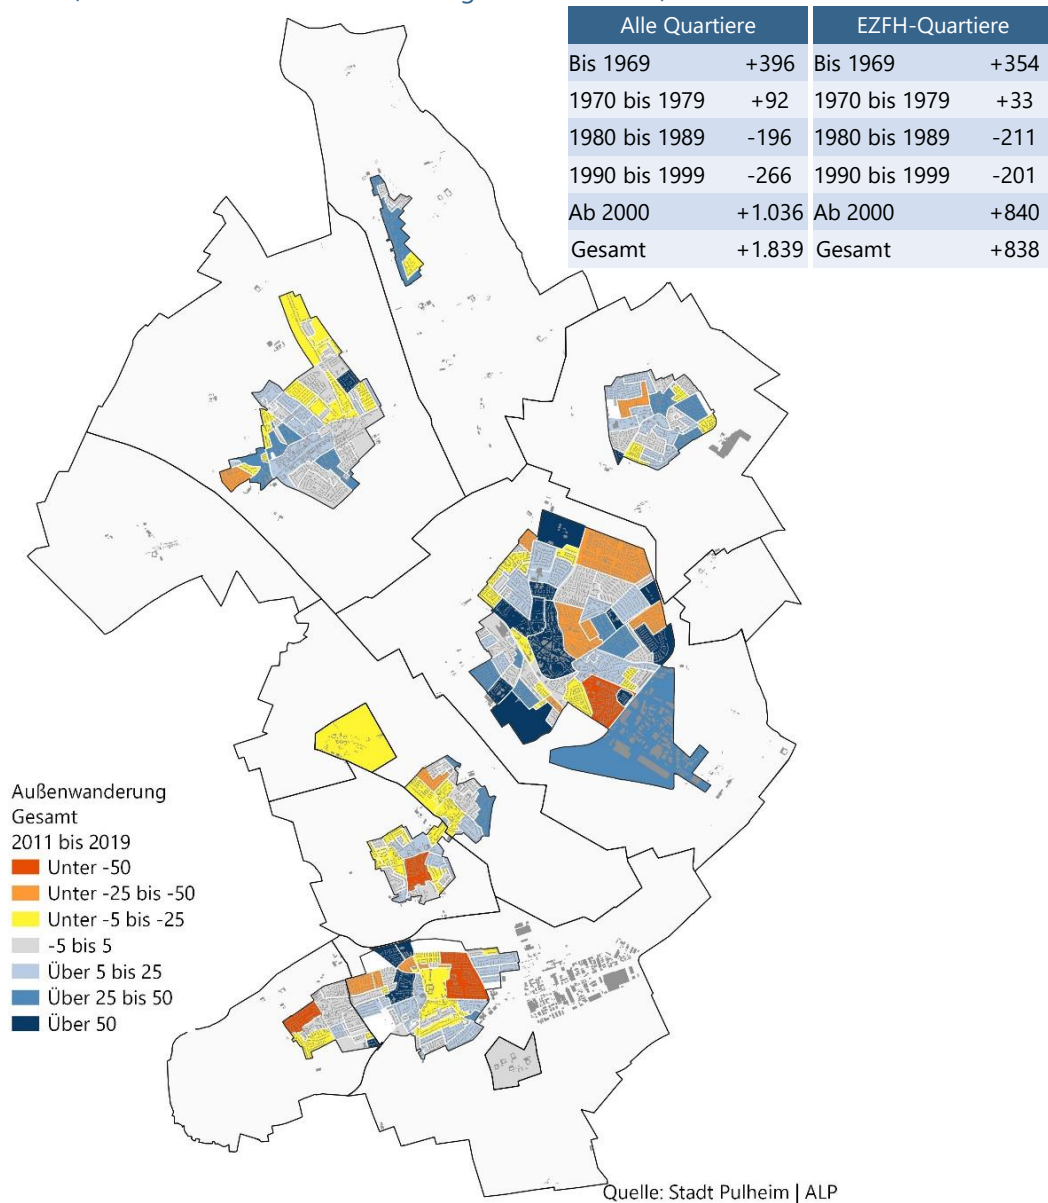 Alle Quartiere EZFH-Quartiere
Bis 1969 +396 Bis 1969 +354
1970 bis 1979 +92 1970 bis 1979 +33
1980 bis 1989 -196 1980 bis 1989 -211
1990 bis 1999 -266 1990 bis 1999 -201
Ab 2000 +1.036 Ab 2000 +840
Gesamt +1.839 Gesamt +838
Außenwanderung
Gesamt
2011 bis 2019
Unter -50
Unter -25 bis -50
Unter -5 bis -25
-5 bis 5
Über 5 bis 25
Über 25 bis 50
Über 50
Quelle: Stadt Pulheim | ALP